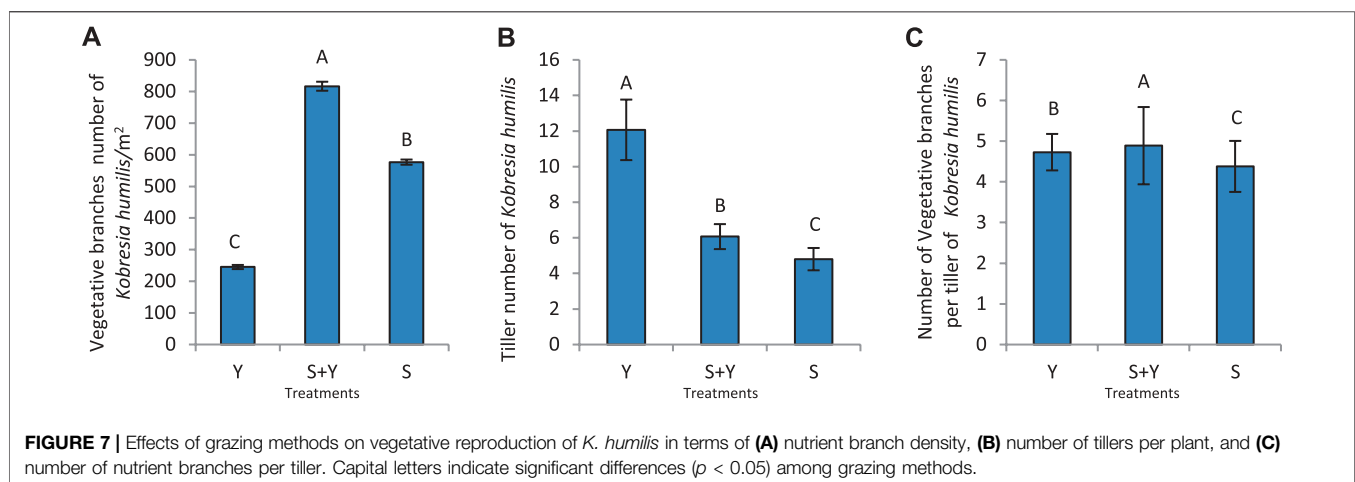 A
Vegetative branches number of
Kobresia humilis/m²
900
800
700
600
500
400
300
200
100
0
C
A
B
Y
S+Y
S
Treatments
B
Tiller number of Kobresia humilis
16
14
12
10
8
6
4
2
0
A
B
C
Y
S+Y
S
Treatments
C
Number of Vegetative branches
per tiller of Kobresia humilis
7
6
5
4
3
2
1
0
B
A
C
Y
S+Y
S
Treatments
FIGURE 7 | Effects of grazing methods on vegetative reproduction of K. humilis in terms of (A) nutrient branch density, (B) number of tillers per plant, and (C)
number of nutrient branches per tiller. Capital letters indicate significant differences (p < 0.05) among grazing methods.